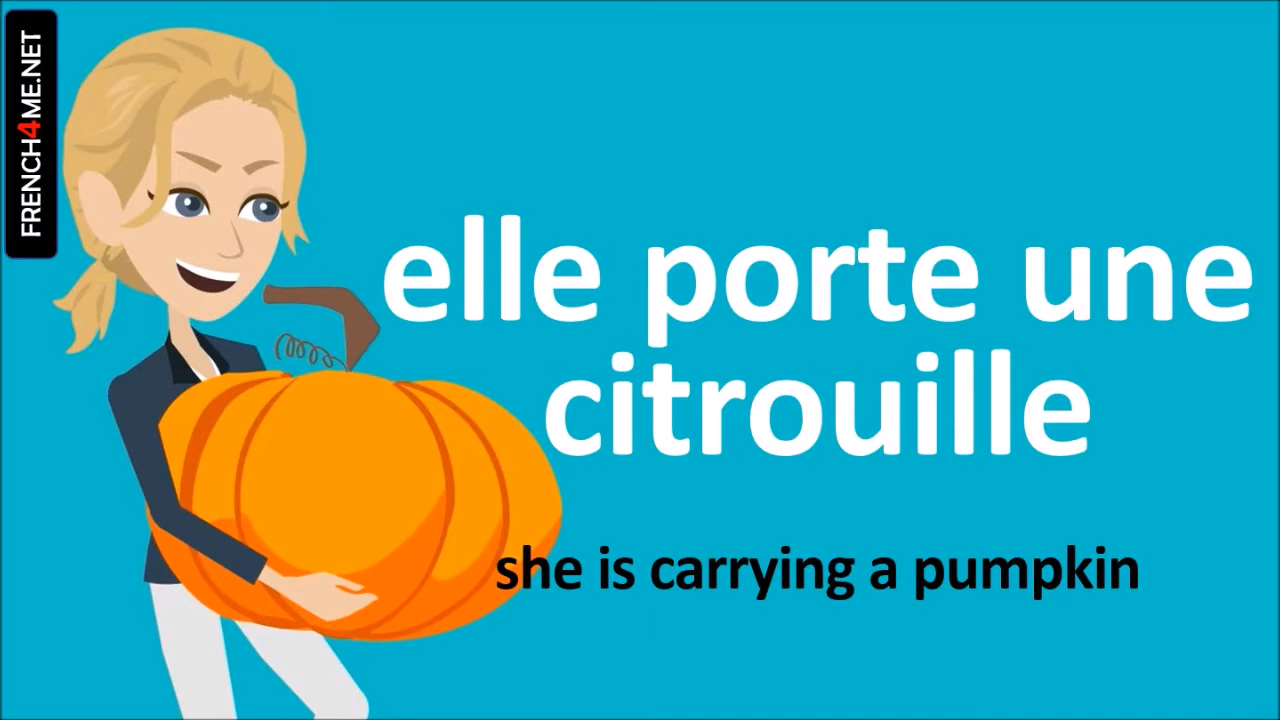 FRENCH4ME.NET
elle porte une
citrouille
she is carrying a pumpkin